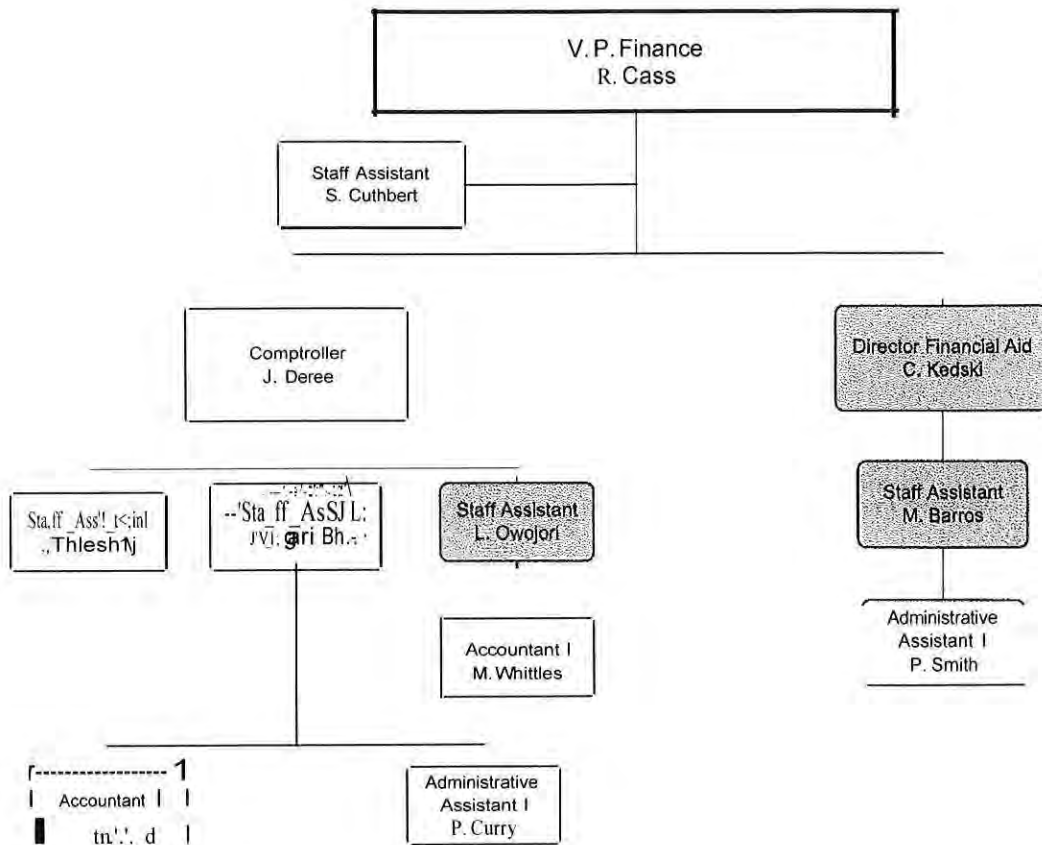 V. P. Finance
R. Cass
Staff Assistant
S. Cuthbert
Comptroller
J. Deree
Director Financial Aid
C. Kedski
Staff Assistant
L. Owojori
Staff Assistant
M. Barros
Accountant I
M. Whittles
Administrative
Assistant I
P. Smith
Accountant I
Administrative
Assistant I
P. Curry